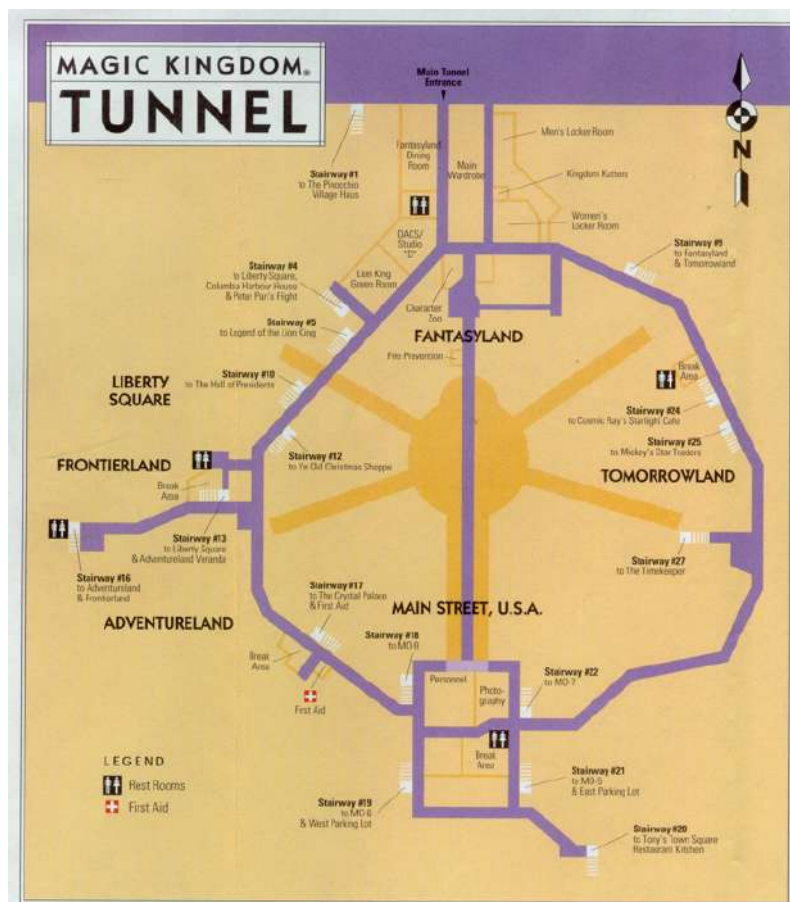 MAGIC KINGDOM®
TUNNEL
Main Tunnel
Entrance
N
Stairway #1
to The Pinocchio
Village Haus
Fantasyland
Dining
Room
Main
Wardrobe
Men's Locker Room
Kingdom Kutters
Women's
Locker Room
DACS/
Studio
"D"
Lion King
Green Room
Character
Zoo
Stairway #4
to Liberty Square,
Columbia Harbour House
& Peter Pan's Flight
Stairway #5
to Legend of the Lion King
Stairway #9
to Fantasyland
& Tomorrowland
FANTASYLAND
Fire Prevention
LIBERTY
SQUARE
Stairway #10
to The Hall of Presidents
Break
Area
Stairway #24
to Cosmic Ray's Starlight Cafe
Stairway #25
to Mickey's Star Traders
Stairway #12
to Ye Old Christmas Shoppe
FRONTIERLAND
TOMORROWLAND
Break
Area
Stairway #13
to Liberty Square
& Adventureland Veranda
Stairway #16
to Adventureland
& Frontierland
Stairway #27
to The Timekeeper
Stairway #17
to The Crystal Palace
& First Aid
ADVENTURELAND
MAIN STREET, U.S.A.
Stairway #18
to MO-8
Break
Area
First Aid
Personnel
Photo-
graphy
Stairway #22
to MO-7
Break
Area
Stairway #21
to MO-5
& East Parking Lot
Stairway #19
to MO-6
& West Parking Lot
Stairway #20
to Tony's Town Square
Restaurant Kitchen
LEGEND
Rest Rooms
First Aid